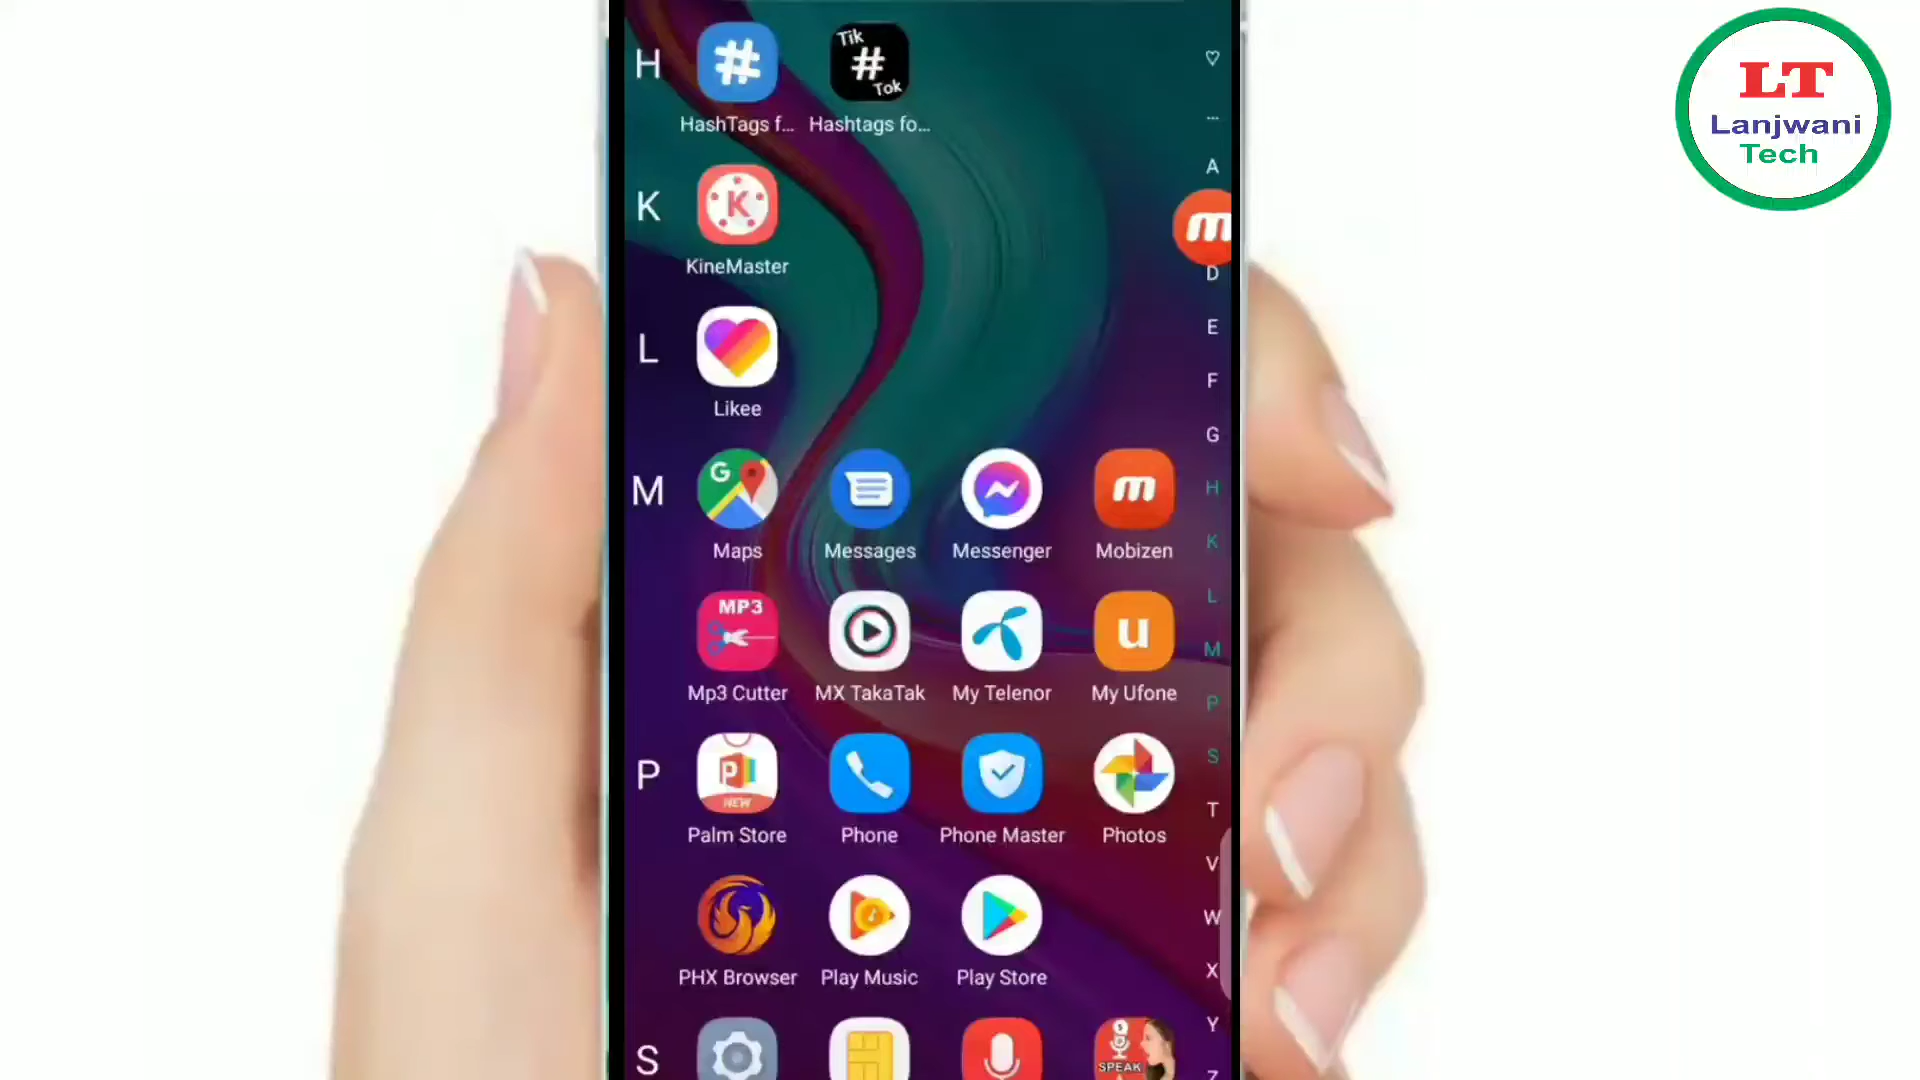 LT
Lanjwani
Tech
H
Tik
#
Tok
HashTags f...
Hashtags fo...
K
K
KineMaster
L
Likee
M
G
m
Maps
Messages
Messenger
Mobizen
MP3
u
Mp3 Cutter
MX TakaTak
My Telenor
My Ufone
P
P
NEW
Palm Store
Phone
Phone Master
Photos
PHX Browser
Play Music
Play Store
S
SPEAK
...
A
m
D
E
F
G
H
K
L
M
P
S
T
V
W
X
Y
Z